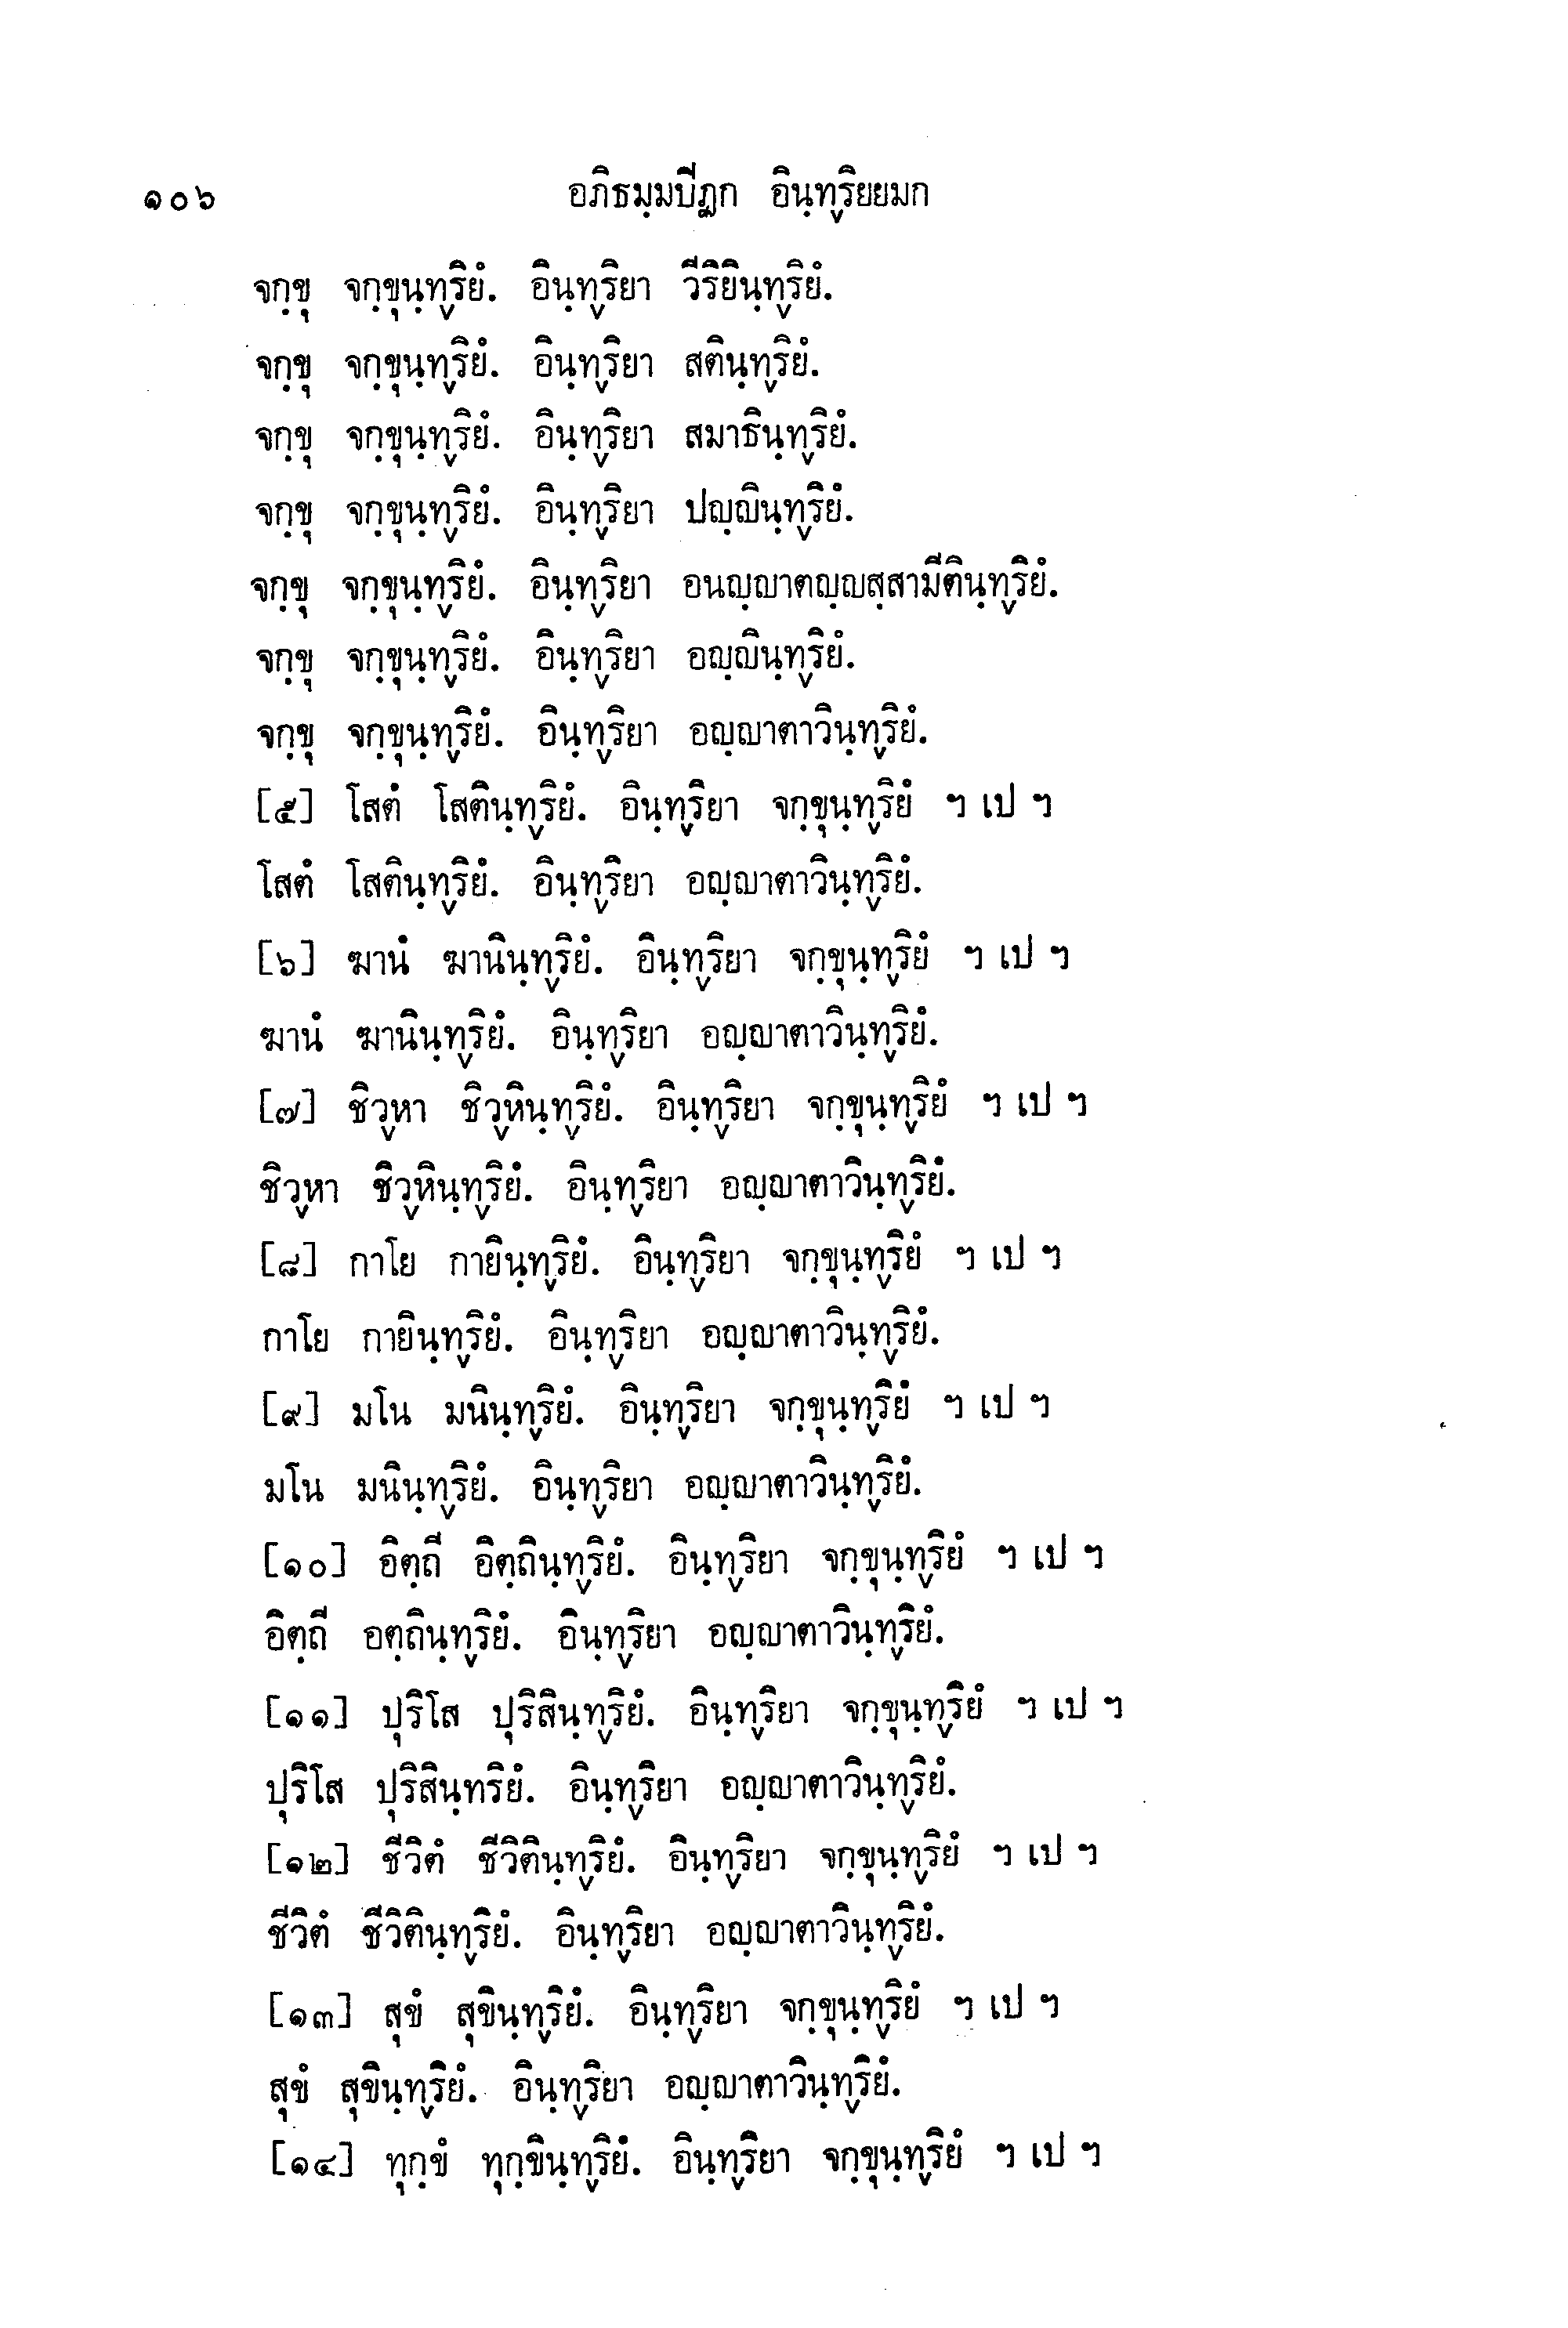 ๑๐๖ อภิธมฺมบีฏก อินฺท๎ริยยมก
จกฺขุ จกฺขุนฺท๎ริยํ. อินฺท๎ริยา วีริยินฺท๎ริยํ.
จกฺขุ จกฺขุนฺท๎ริยํ. อินฺท๎ริยา สตินฺท๎ริยํ.
จกฺขุ จกฺขุนฺท๎ริยํ. อินฺท๎ริยา สมาธินฺท๎ริยํ.
จกฺขุ จกฺขุนฺท๎ริยํ. อินฺท๎ริยา ปญฺญินฺท๎ริยํ.
จกฺขุ จกฺขุนฺท๎ริยํ. อินฺท๎ริยา อนญฺญาตญฺญสฺสามีตินฺท๎ริยํ.
จกฺขุ จกฺขุนฺท๎ริยํ. อินฺท๎ริยา อญฺญินฺท๎ริยํ.
จกฺขุ จกฺขุนฺท๎ริยํ. อินฺท๎ริยา อญฺญาตาวินฺท๎ริยํ.
[๕] โสตํ โสตินฺท๎ริยํ. อินฺท๎ริยา จกฺขุนฺท๎ริยํ ฯ เป ฯ
โสตํ โสตินฺท๎ริยํ. อินฺท๎ริยา อญฺญาตาวินฺท๎ริยํ.
[๖] ฆานํ ฆานินฺท๎ริยํ. อินฺท๎ริยา จกฺขุนฺท๎ริยํ ฯ เป ฯ
ฆานํ ฆานินฺท๎ริยํ. อินฺท๎ริยา อญฺญาตาวินฺท๎ริยํ.
[๗] ชิว๎หา ชิว๎หินฺท๎ริยํ. อินฺท๎ริยา จกฺขุนฺท๎ริยํ ฯ เป ฯ
ชิว๎หา ชิว๎หินฺท๎ริยํ. อินฺท๎ริยา อญฺญาตาวินฺท๎ริยํ.
[๘] กาโย กายินฺท๎ริยํ. อินฺท๎ริยา จกฺขุนฺท๎ริยํ ฯ เป ฯ
กาโย กายินฺท๎ริยํ. อินฺท๎ริยา อญฺญาตาวินฺท๎ริยํ.
[๙] มโน มนินฺท๎ริยํ. อินฺท๎ริยา จกฺขุนฺท๎ริยํ ฯ เป ฯ
มโน มนินฺท๎ริยํ. อินฺท๎ริยา อญฺญาตาวินฺท๎ริยํ.
[๑๐] อิตฺถี อิตฺถินฺท๎ริยํ. อินฺท๎ริยา จกฺขุนฺท๎ริยํ ฯ เป ฯ
อิตฺถี อตฺถินฺท๎ริยํ. อินฺท๎ริยา อญฺญาตาวินฺท๎ริยํ.
[๑๑] ปุริโส ปุริสินฺท๎ริยํ. อินฺท๎ริยา จกฺขุนฺท๎ริยํ ฯ เป ฯ
ปุริโส ปุริสินฺทริยํ. อินฺท๎ริยา อญฺญาตาวินฺท๎ริยํ.
[๑๒] ชีวิตํ ชีวิตินฺท๎ริยํ. อินฺท๎ริยา จกฺขุนฺท๎ริยํ ฯ เป ฯ
ชีวิตํ ชีวิตินฺท๎ริยํ. อินฺท๎ริยา อญฺญาตาวินฺท๎ริยํ.
[๑๓] สุขํ สุขินฺท๎ริยํ. อินฺท๎ริยา จกฺขุนฺท๎ริยํ ฯ เป ฯ
สุขํ สุขินฺท๎ริยํ. อินฺท๎ริยา อญฺญาตาวินฺท๎ริยํ.
[๑๔] ทุกฺขํ ทุกฺขินฺท๎ริยํ. อินฺท๎ริยา จกฺขุนฺท๎ริยํ ฯ เป ฯ